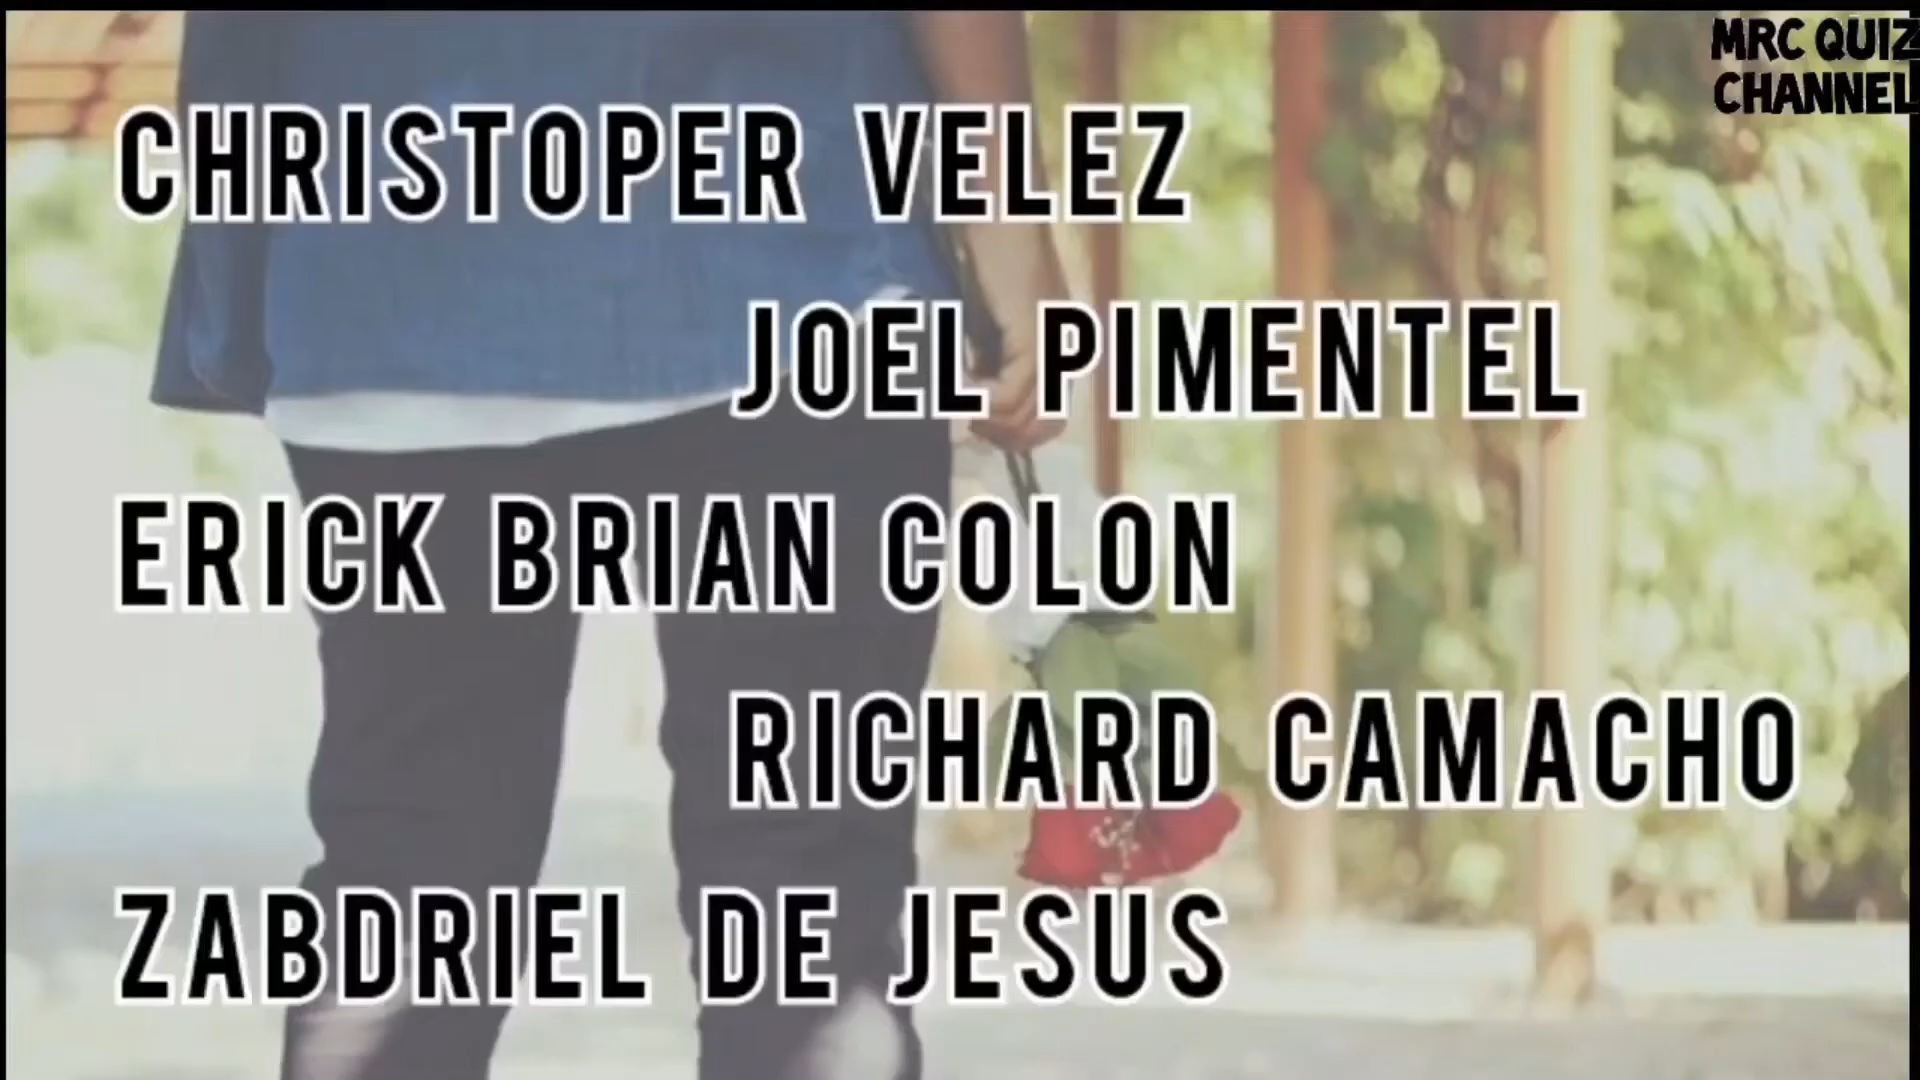 MRC QUIZ
CHANNEL
CHRISTOPER VELEZ
JOEL PIMENTEL
ERICK BRIAN COLON
RICHARD CAMACHO
ZABDRIEL DE JESUS